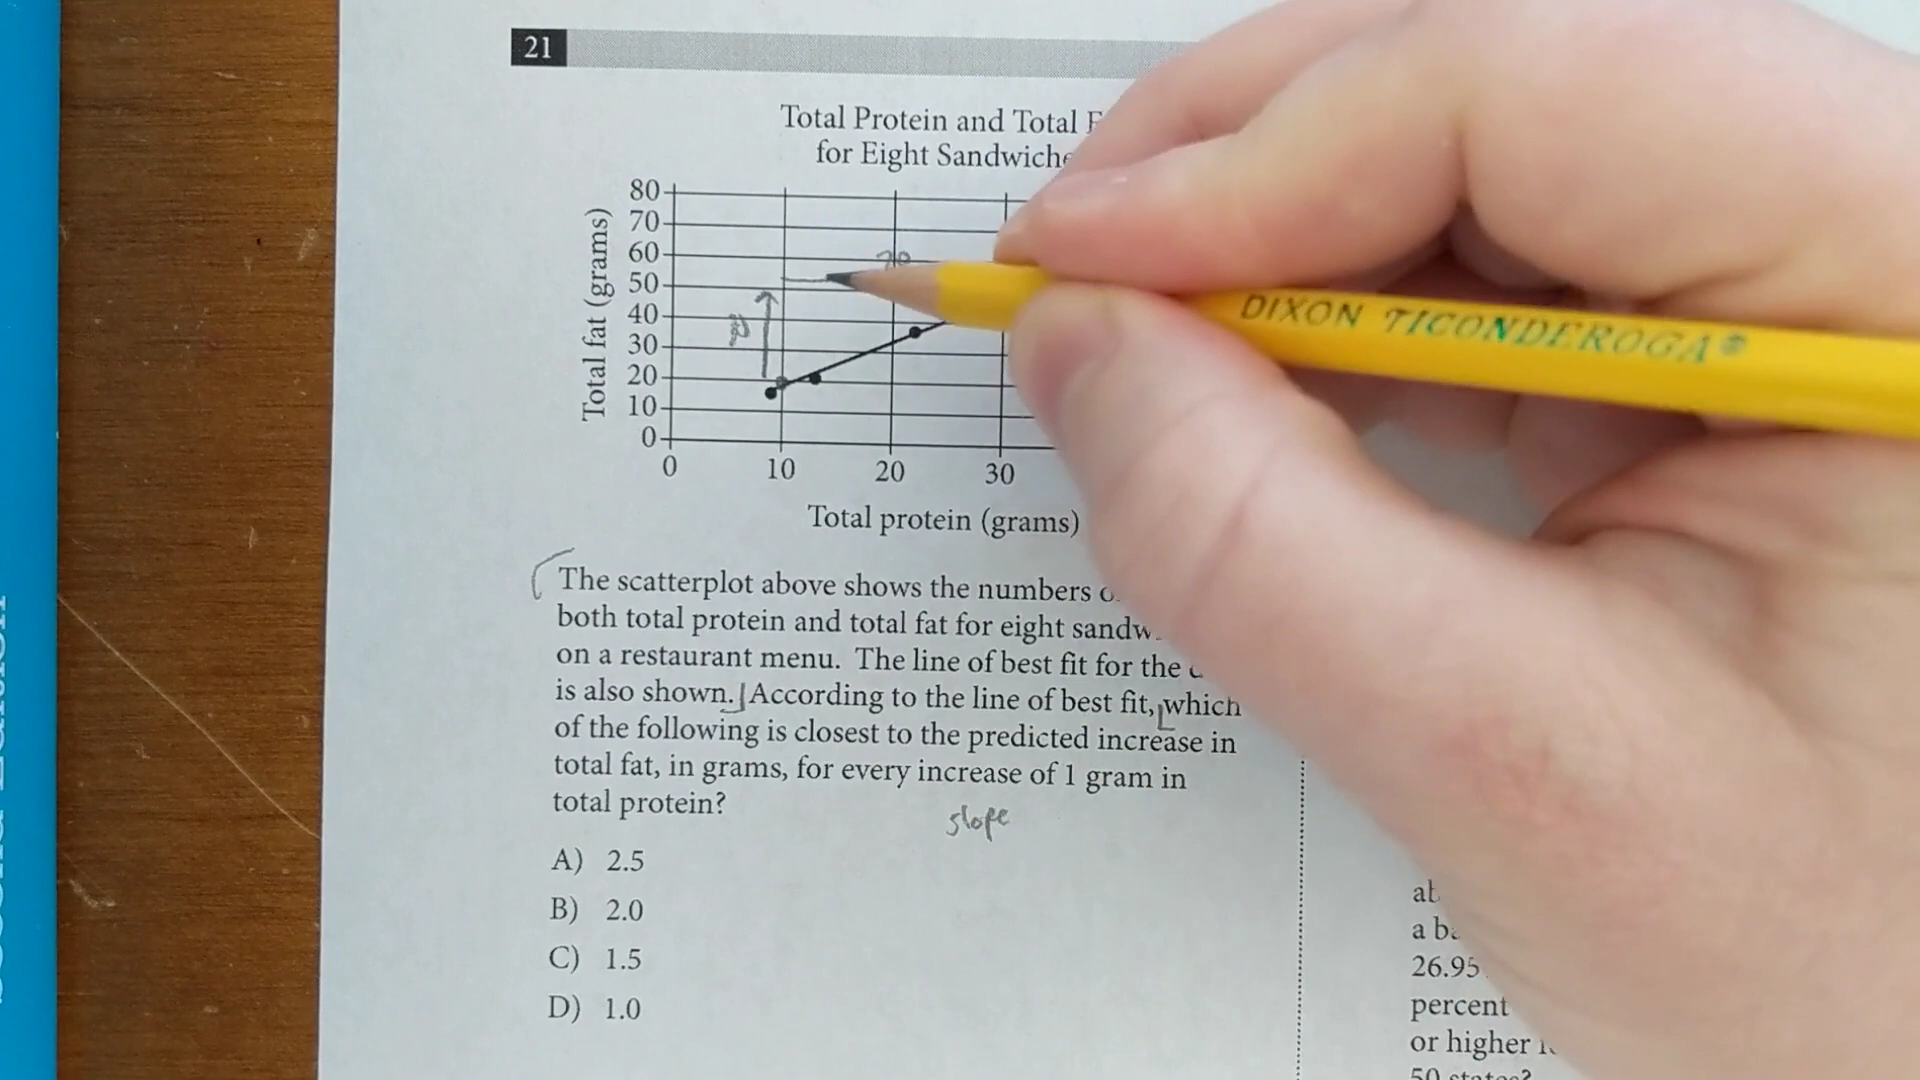 21
Total Protein and Total
for Eight Sandwiche
80
70
60
50
40
30
20
10
0
Total fat (grams)
20
0 10 20 30
Total protein (grams)
The scatterplot above shows the numbers
both total protein and total fat for eight
on a restaurant menu. The line of best fit for the
is also shown. According to the line of best fit, which
of the following is closest to the predicted increase in
total fat, in grams, for every increase of 1 gram in
total protein?
slope
A) 2.5
B) 2.0
C) 1.5
D) 1.0
DIXON TICONDEROGA®
26.95
percent
or higher
50 states?